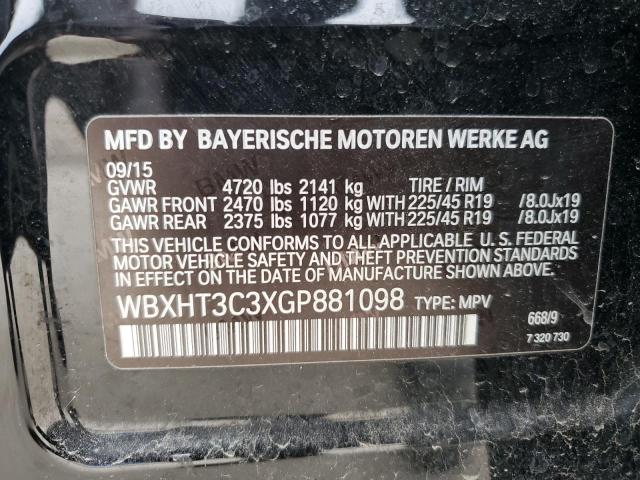 MFD BY BAYERISCHE MOTOREN WERKE AG
09/15
GVWR 4720 lbs 2141 kg TIRE / RIM
GAWR FRONT 2470 lbs 1120 kg WITH 225/45 R19 /8.0Jx19
GAWR REAR 2375 lbs 1077 kg WITH 225/45 R19 /8.0Jx19
THIS VEHICLE CONFORMS TO ALL APPLICABLE U.S. FEDERAL
MOTOR VEHICLE SAFETY AND THEFT PREVENTION STANDARDS
IN EFFECT ON THE DATE OF MANUFACTURE SHOWN ABOVE.
WBXHT3C3XGP881098 TYPE: MPV
668/9
7 320 730